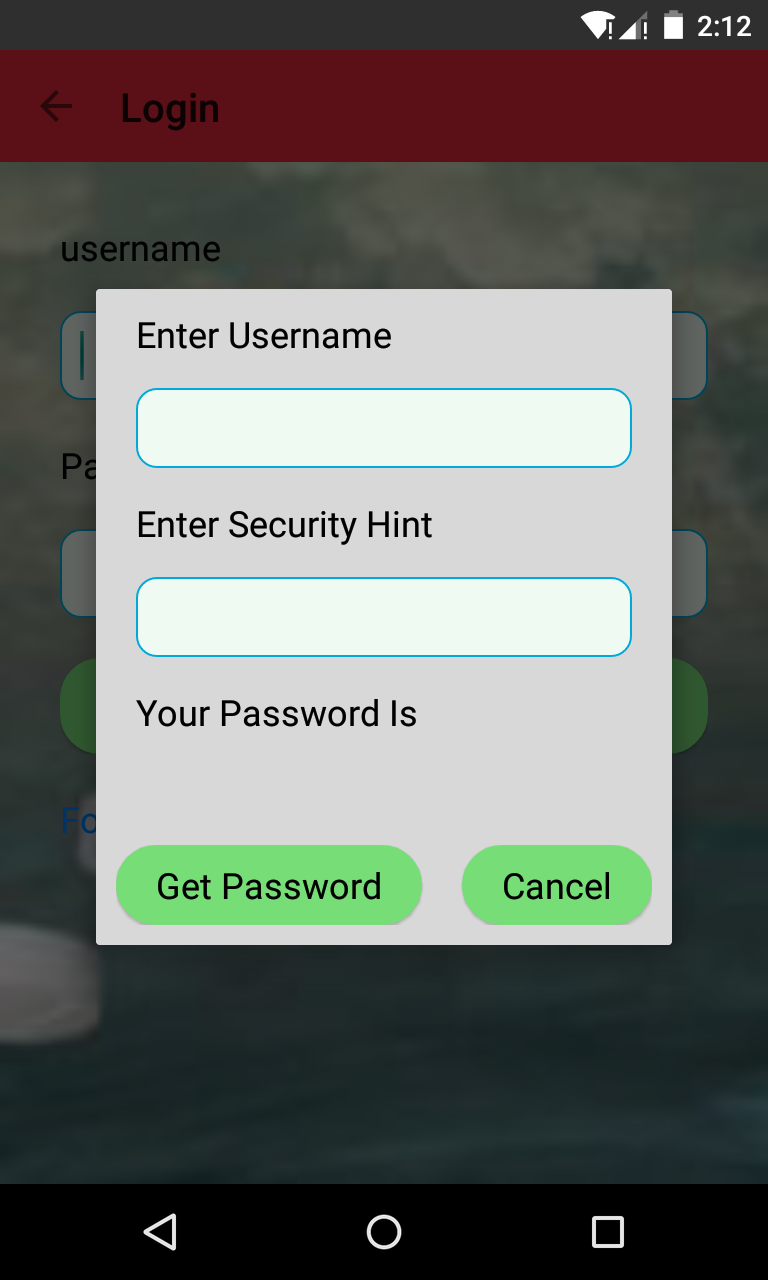 2:12
Login
username
Enter Username
Pa
Enter Security Hint
Your Password Is
Fo
Get Password
Cancel